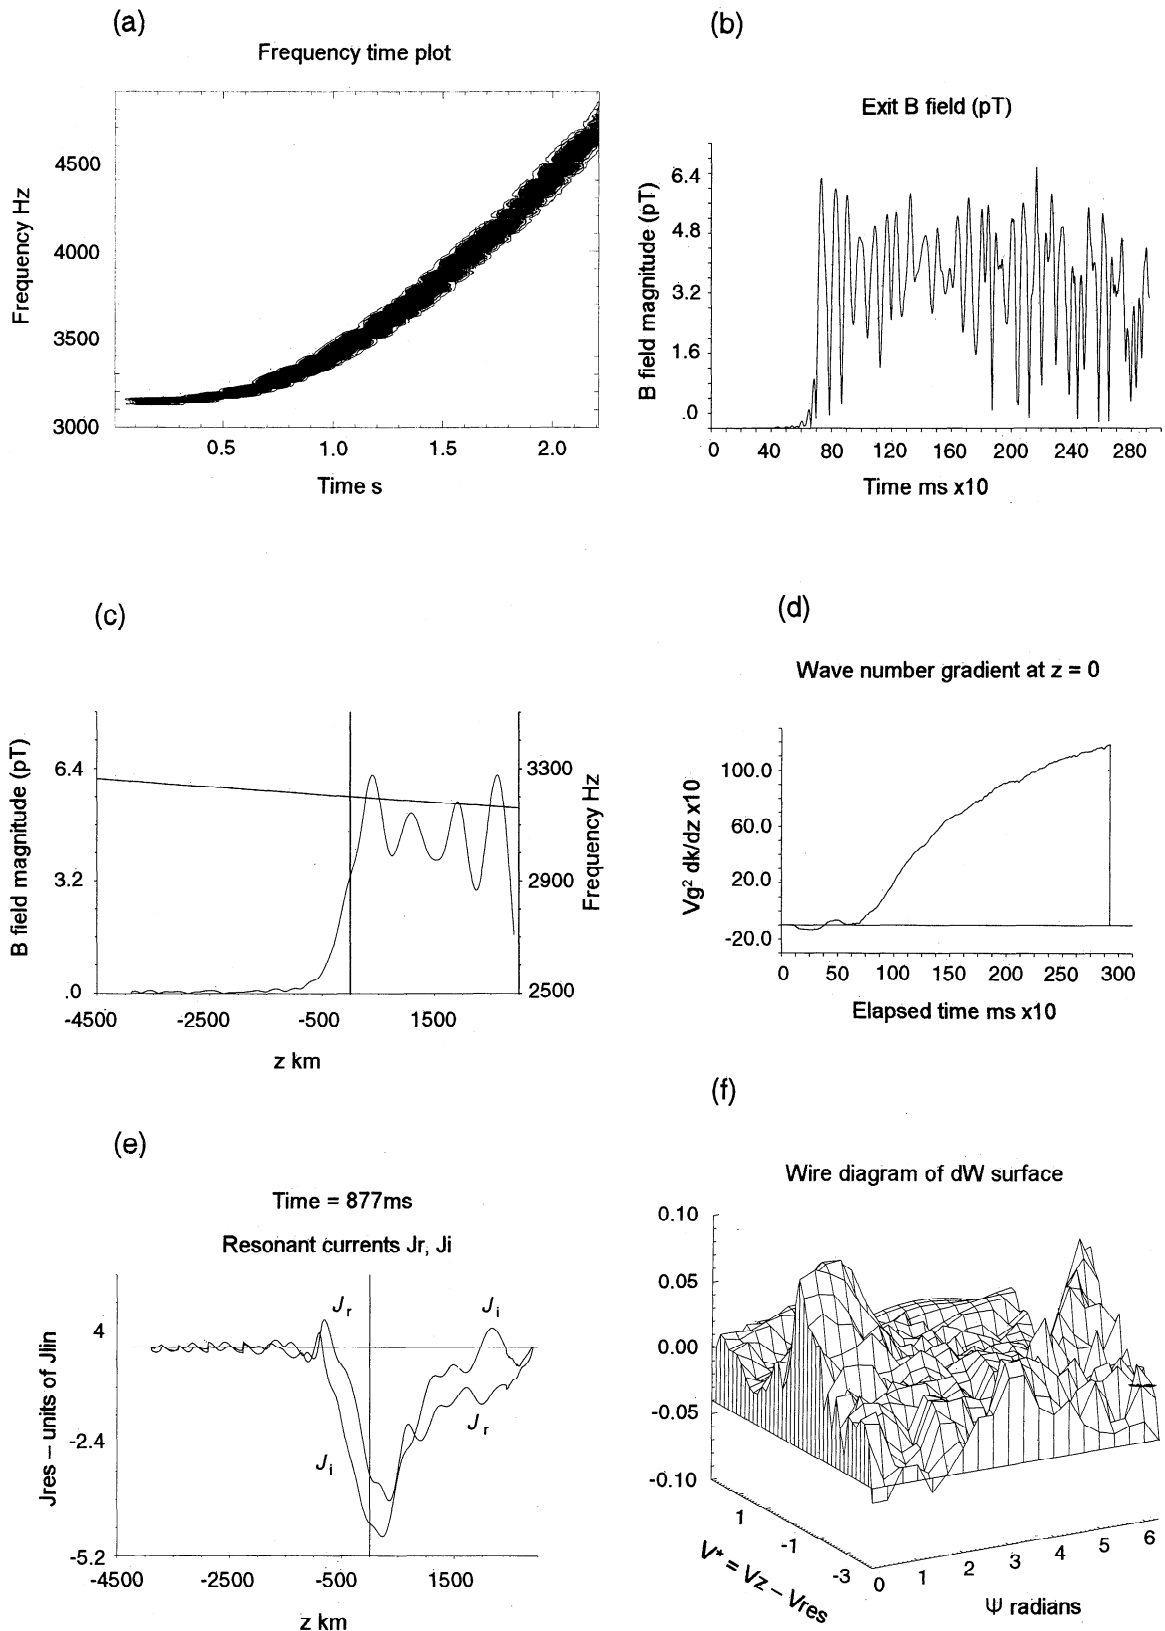 (a)
Frequency time plot
Frequency Hz
4500
4000
3500
3000
0.5 1.0 1.5 2.0
Time s
(b)
Exit B field (pT)
B field magnitude (pT)
6.4
4.8
3.2
1.6
.0
0 40 80 120 160 200 240 280
Time ms x10
(c)
B field magnitude (pT)
6.4
3.2
.0
3300
2900
2500
Frequency Hz
-4500 -2500 -500 1500
z km
(d)
Wave number gradient at z = 0
Vg² dk/dz x10
100.0
60.0
20.0
-20.0
0 50 100 150 200 250 300
Elapsed time ms x10
(e)
Time = 877ms
Resonant currents Jr, Ji
Jres – units of Jlin
4
-2.4
-5.2
Jr
Ji
Ji
Jr
-4500 -2500 -500 1500
z km
(f)
Wire diagram of dW surface
0.10
0.05
0.00
-0.05
-0.10
1 -1 -3
V* = Vz – Vres
0 1 2 3 4 5 6
Ψ radians